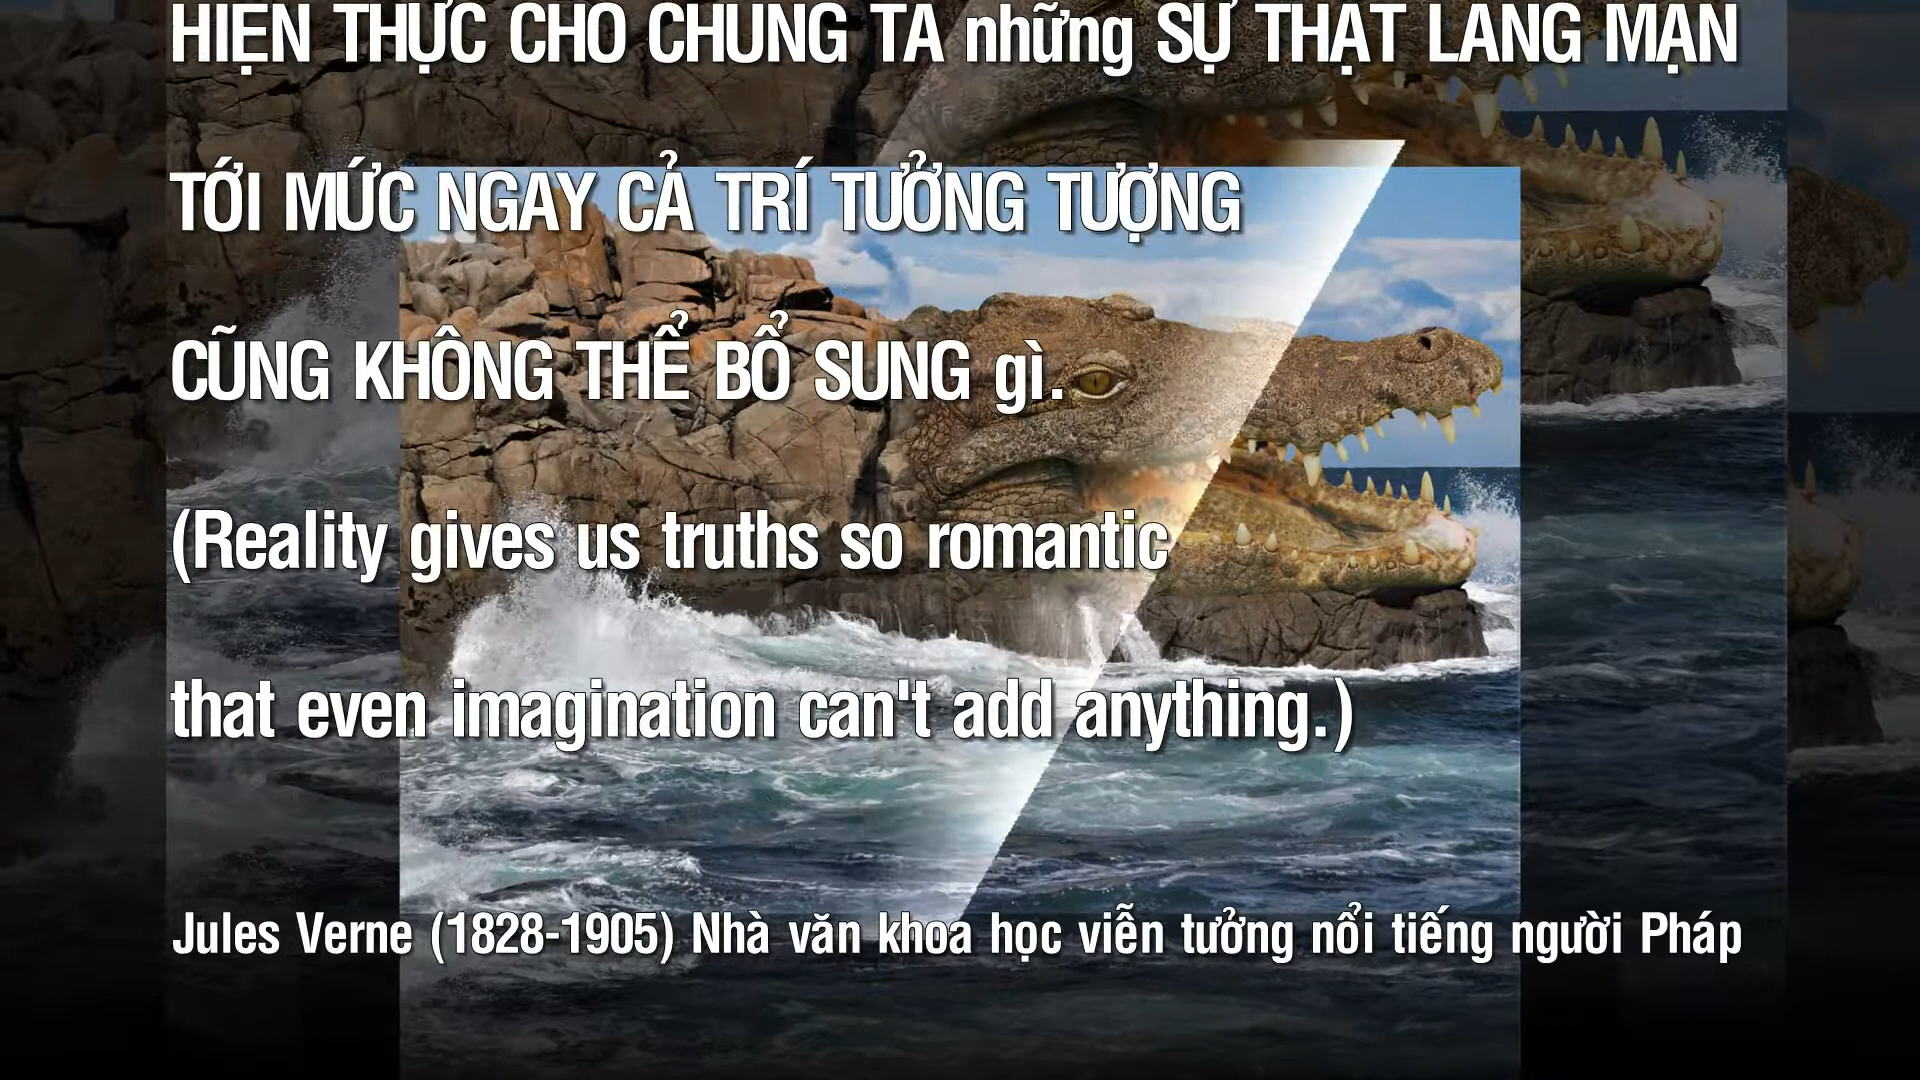 HIỆN THỰC CHO CHÚNG TA những SỰ THẬT LÃNG MẠN
TỚI MỨC NGAY CẢ TRÍ TƯỞNG TƯỢNG
CŨNG KHÔNG THỂ BỔ SUNG gì.
(Reality gives us truths so romantic
that even imagination can't add anything.)
Jules Verne (1828-1905) Nhà văn khoa học viễn tưởng nổi tiếng người Pháp